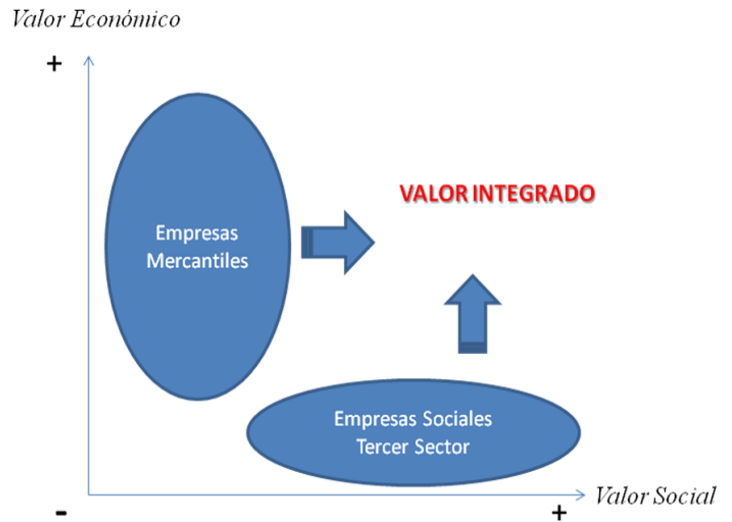 Valor Económico
+
VALOR INTEGRADO
Empresas
Mercantiles
Empresas Sociales
Tercer Sector
Valor Social
-
+